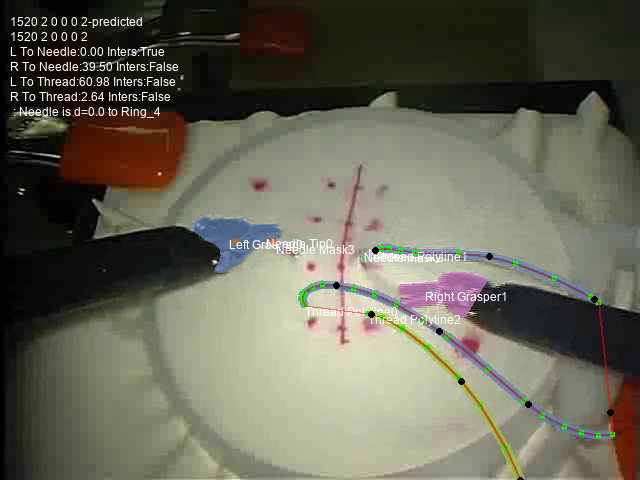 1520 2 0 0 0 2-predicted
1520 2 0 0 0 2
L To Needle:0.00 Inters:True
R To Needle:39.50 Inters:False
L To Thread:60.98 Inters:False
R To Thread:2.64 Inters:False
: Needle is d=0.0 to Ring_4
Needle Tip0
Needle Mask3
Polyline1
Right Grasper1
Thread Polyline0
Thread Polyline2